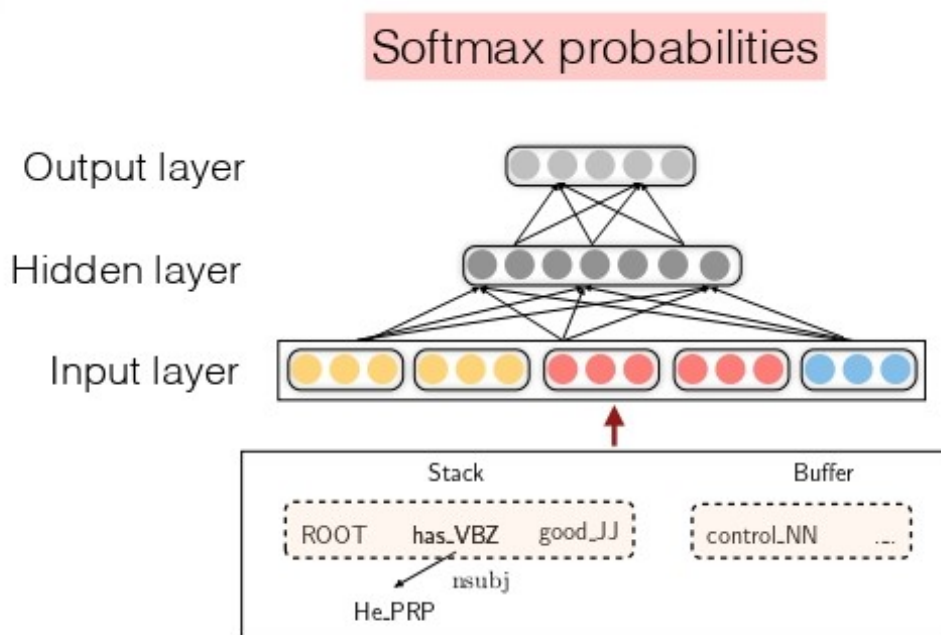 Softmax probabilities
Output layer
Hidden layer
Input layer
Stack Buffer
ROOT has_VBZ good_JJ control_NN ._.
nsubj
He_PRP